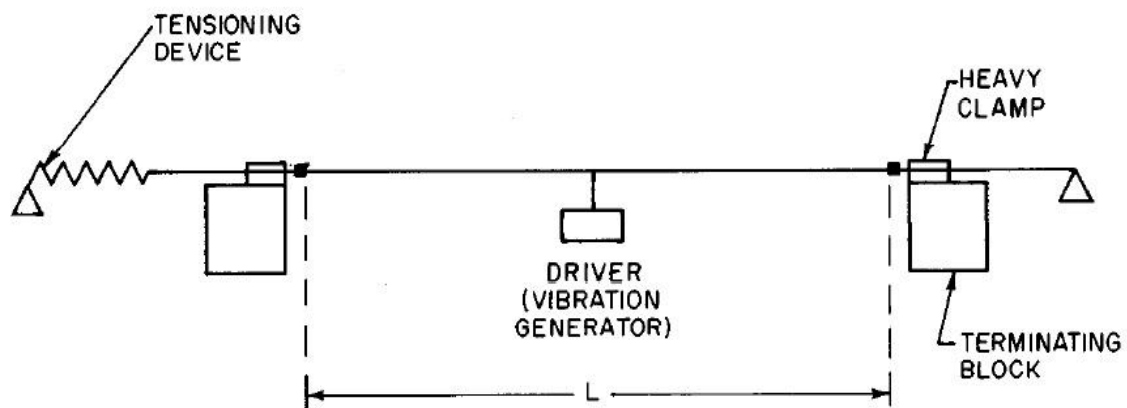 TENSIONING
DEVICE
HEAVY
CLAMP
DRIVER
(VIBRATION
GENERATOR)
TERMINATING
BLOCK
L